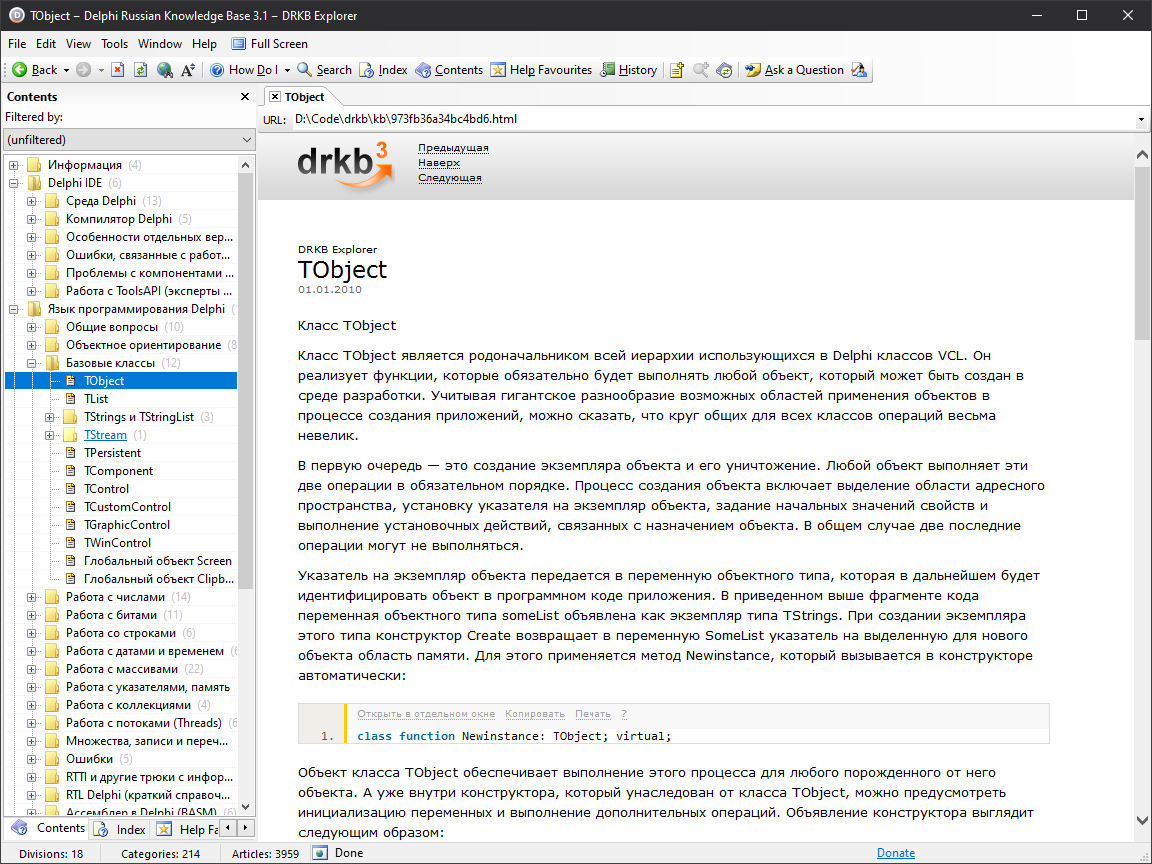 TObject – Delphi Russian Knowledge Base 3.1 – DRKB Explorer
File Edit View Tools Window Help Full Screen
Back How Do I Search Index Contents Help Favourites History Ask a Question
Contents
Filtered by:
(unfiltered)
Информация (4)
Delphi IDE (6)
Среда Delphi (13)
Компилятор Delphi (5)
Особенности отдельных вер...
Ошибки, связанные с работ...
Проблемы с компонентами ...
Работа с ToolsAPI (эксперты ...
Язык программирования Delphi (
Общие вопросы (10)
Объектное ориентирование (8
Базовые классы (12)
TObject
TList
TStrings и TStringList (3)
TStream (1)
TPersistent
TComponent
TControl
TCustomControl
TGraphicControl
TWinControl
Глобальный объект Screen
Глобальный объект Clipb...
Работа с числами (14)
Работа с битами (11)
Работа со строками (6)
Работа с датами и временем (6
Работа с массивами (22)
Работа с указателями, память
Работа с коллекциями (4)
Работа с потоками (Threads) (6
Множества, записи и переч...
Ошибки (5)
RTTI и другие трюки с инфор...
RTL Delphi (краткий справоч...
Ассемблер в Delphi (BASM) (6)
Contents Index Help Fa
TObject
URL: D:\Code\drkb\kb\973fb36a34bc4bd6.html
drkb3
Предыдущая
Наверх
Следующая
DRKB Explorer
TObject
01.01.2010
Класс TObject
Класс TObject является родоначальником всей иерархии использующихся в Delphi классов VCL. Он
реализует функции, которые обязательно будет выполнять любой объект, который может быть создан в
среде разработки. Учитывая гигантское разнообразие возможных областей применения объектов в
процессе создания приложений, можно сказать, что круг общих для всех классов операций весьма
невелик.
В первую очередь — это создание экземпляра объекта и его уничтожение. Любой объект выполняет эти
две операции в обязательном порядке. Процесс создания объекта включает выделение области адресного
пространства, установку указателя на экземпляр объекта, задание начальных значений свойств и
выполнение установочных действий, связанных с назначением объекта. В общем случае две последние
операции могут не выполняться.
Указатель на экземпляр объекта передается в переменную объектного типа, которая в дальнейшем будет
идентифицировать объект в программном коде приложения. В приведенном выше фрагменте кода
переменная объектного типа someList объявлена как экземпляр типа TStrings. При создании экземпляра
этого типа конструктор Create возвращает в переменную SomeList указатель на выделенную для нового
объекта область памяти. Для этого применяется метод Newinstance, который вызывается в конструкторе
автоматически:
Открыть в отдельном окне Копировать Печать ?
1. class function Newinstance: TObject; virtual;
Объект класса TObject обеспечивает выполнение этого процесса для любого порожденного от него
объекта. А уже внутри конструктора, который унаследован от класса TObject, можно предусмотреть
инициализацию переменных и выполнение дополнительных операций. Объявление конструктора выглядит
следующим образом:
Divisions: 18 Categories: 214 Articles: 3959 Done Donate